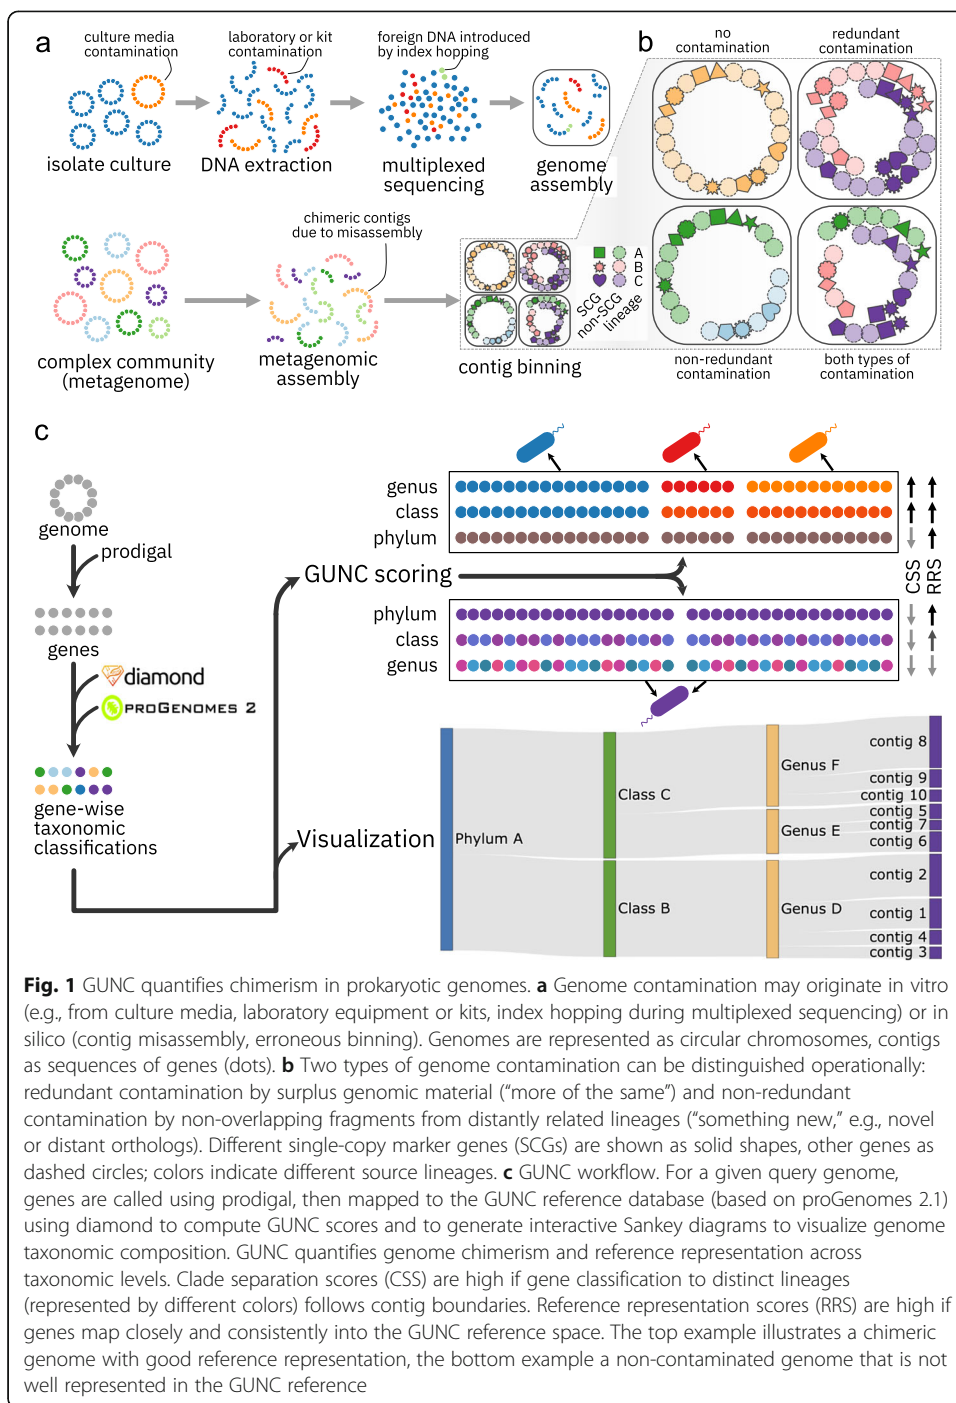 a
culture media
contamination
laboratory or kit
contamination
foreign DNA introduced
by index hopping
isolate culture
DNA extraction
multiplexed
sequencing
genome
assembly
chimeric contigs
due to misassembly
complex community
(metagenome)
metagenomic
assembly
contig binning
A
B
C
SCG
non-SCG
lineage
b
no
contamination
redundant
contamination
non-redundant
contamination
both types of
contamination
c
genome
prodigal
genes
diamond
PROGENOMES 2
gene-wise
taxonomic
classifications
GUNC scoring
genus
class
phylum
CSS
RRS
phylum
class
genus
Visualization
Phylum A
Class C
Class B
Genus F
Genus E
Genus D
contig 8
contig 9
contig 10
contig 5
contig 7
contig 6
contig 2
contig 1
contig 4
contig 3
Fig. 1 GUNC quantifies chimerism in prokaryotic genomes. a Genome contamination may originate in vitro
(e.g., from culture media, laboratory equipment or kits, index hopping during multiplexed sequencing) or in
silico (contig misassembly, erroneous binning). Genomes are represented as circular chromosomes, contigs
as sequences of genes (dots). b Two types of genome contamination can be distinguished operationally:
redundant contamination by surplus genomic material (“more of the same”) and non-redundant
contamination by non-overlapping fragments from distantly related lineages (“something new,” e.g., novel
or distant orthologs). Different single-copy marker genes (SCGs) are shown as solid shapes, other genes as
dashed circles; colors indicate different source lineages. c GUNC workflow. For a given query genome,
genes are called using prodigal, then mapped to the GUNC reference database (based on proGenomes 2.1)
using diamond to compute GUNC scores and to generate interactive Sankey diagrams to visualize genome
taxonomic composition. GUNC quantifies genome chimerism and reference representation across
taxonomic levels. Clade separation scores (CSS) are high if gene classification to distinct lineages
(represented by different colors) follows contig boundaries. Reference representation scores (RRS) are high if
genes map closely and consistently into the GUNC reference space. The top example illustrates a chimeric
genome with good reference representation, the bottom example a non-contaminated genome that is not
well represented in the GUNC reference